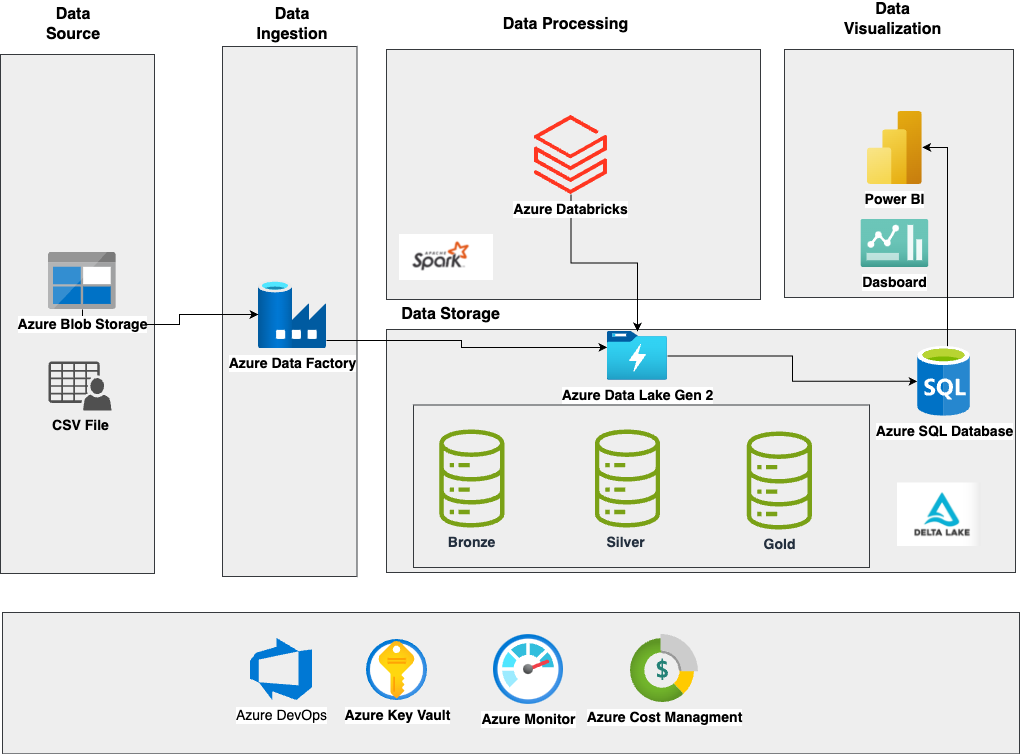 Data
Source
Data
Ingestion
Data Processing
Data
Visualization
Azure Databricks
APACHE
Spark
Power BI
Dasboard
Data Storage
Azure Blob Storage
CSV File
Azure Data Factory
Azure Data Lake Gen 2
SQL
Azure SQL Database
Bronze
Silver
Gold
DELTA LAKE
Azure DevOps
Azure Key Vault
Azure Monitor
$
Azure Cost Managment